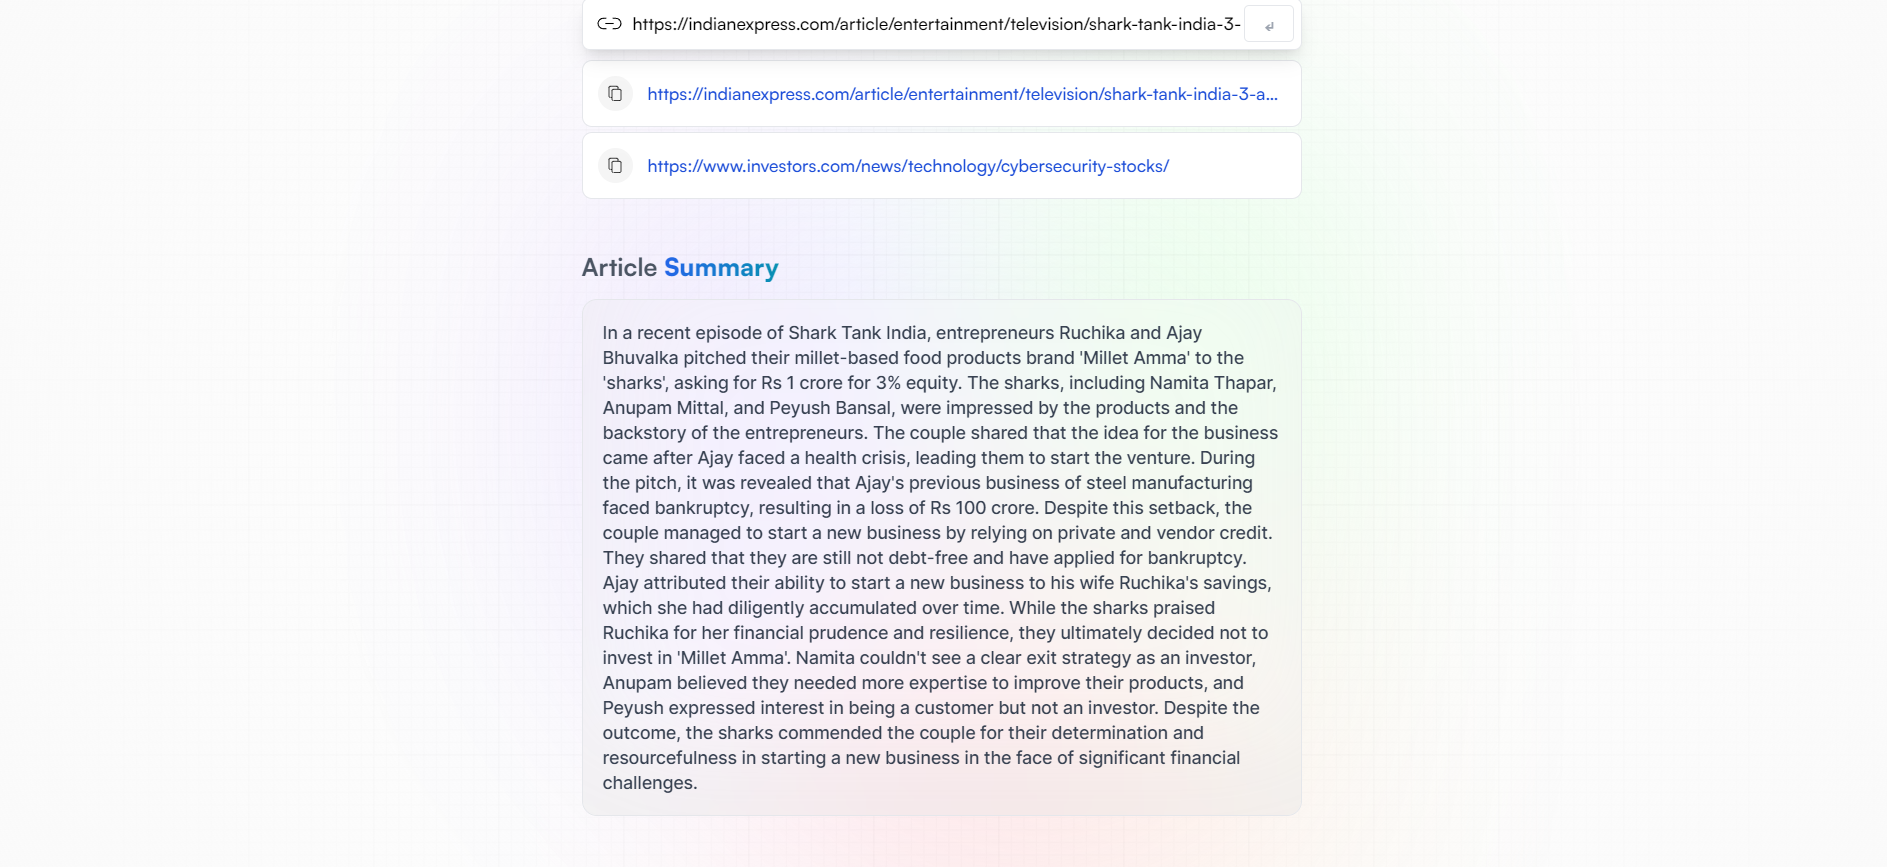 https://indianexpress.com/article/entertainment/television/shark-tank-india-3-
https://indianexpress.com/article/entertainment/television/shark-tank-india-3-a...
https://www.investors.com/news/technology/cybersecurity-stocks/
Article Summary
In a recent episode of Shark Tank India, entrepreneurs Ruchika and Ajay
Bhuvalka pitched their millet-based food products brand 'Millet Amma' to the
'sharks', asking for Rs 1 crore for 3% equity. The sharks, including Namita Thapar,
Anupam Mittal, and Peyush Bansal, were impressed by the products and the
backstory of the entrepreneurs. The couple shared that the idea for the business
came after Ajay faced a health crisis, leading them to start the venture. During
the pitch, it was revealed that Ajay's previous business of steel manufacturing
faced bankruptcy, resulting in a loss of Rs 100 crore. Despite this setback, the
couple managed to start a new business by relying on private and vendor credit.
They shared that they are still not debt-free and have applied for bankruptcy.
Ajay attributed their ability to start a new business to his wife Ruchika's savings,
which she had diligently accumulated over time. While the sharks praised
Ruchika for her financial prudence and resilience, they ultimately decided not to
invest in 'Millet Amma'. Namita couldn't see a clear exit strategy as an investor,
Anupam believed they needed more expertise to improve their products, and
Peyush expressed interest in being a customer but not an investor. Despite the
outcome, the sharks commended the couple for their determination and
resourcefulness in starting a new business in the face of significant financial
challenges.